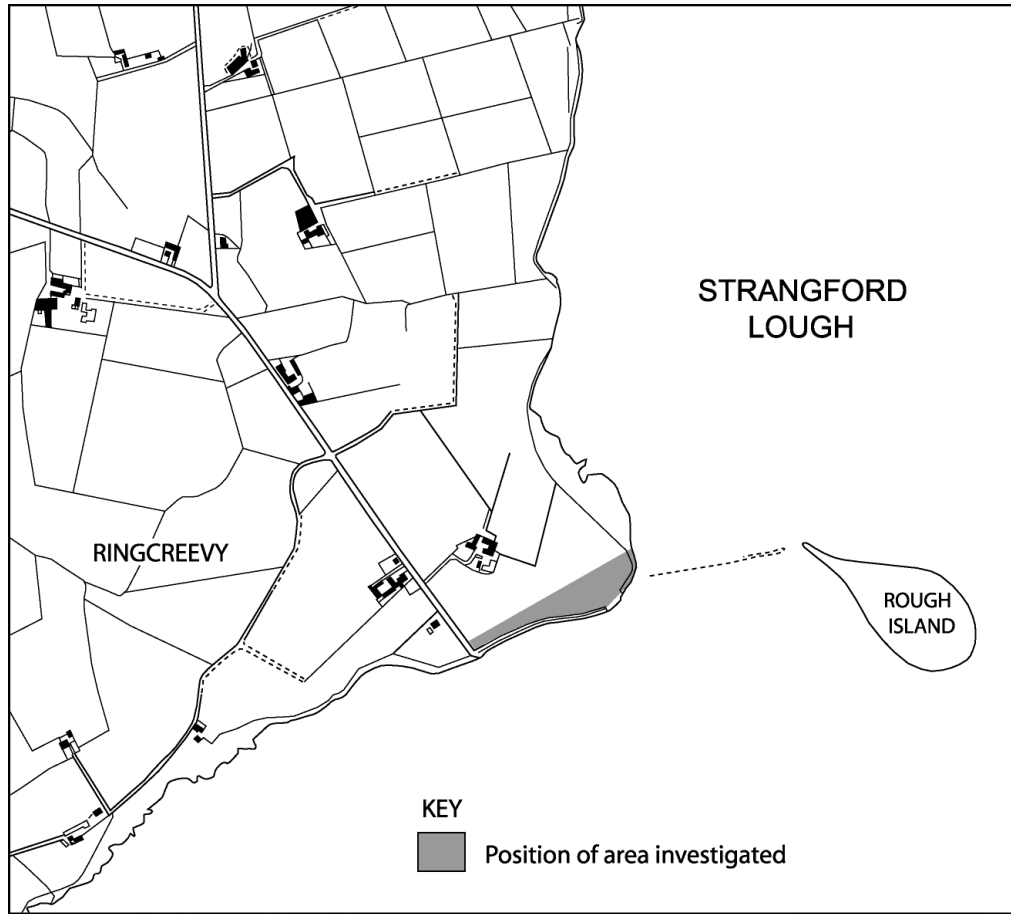 STRANGFORD
LOUGH
RINGCREEVY
ROUGH
ISLAND
KEY
Position of area investigated